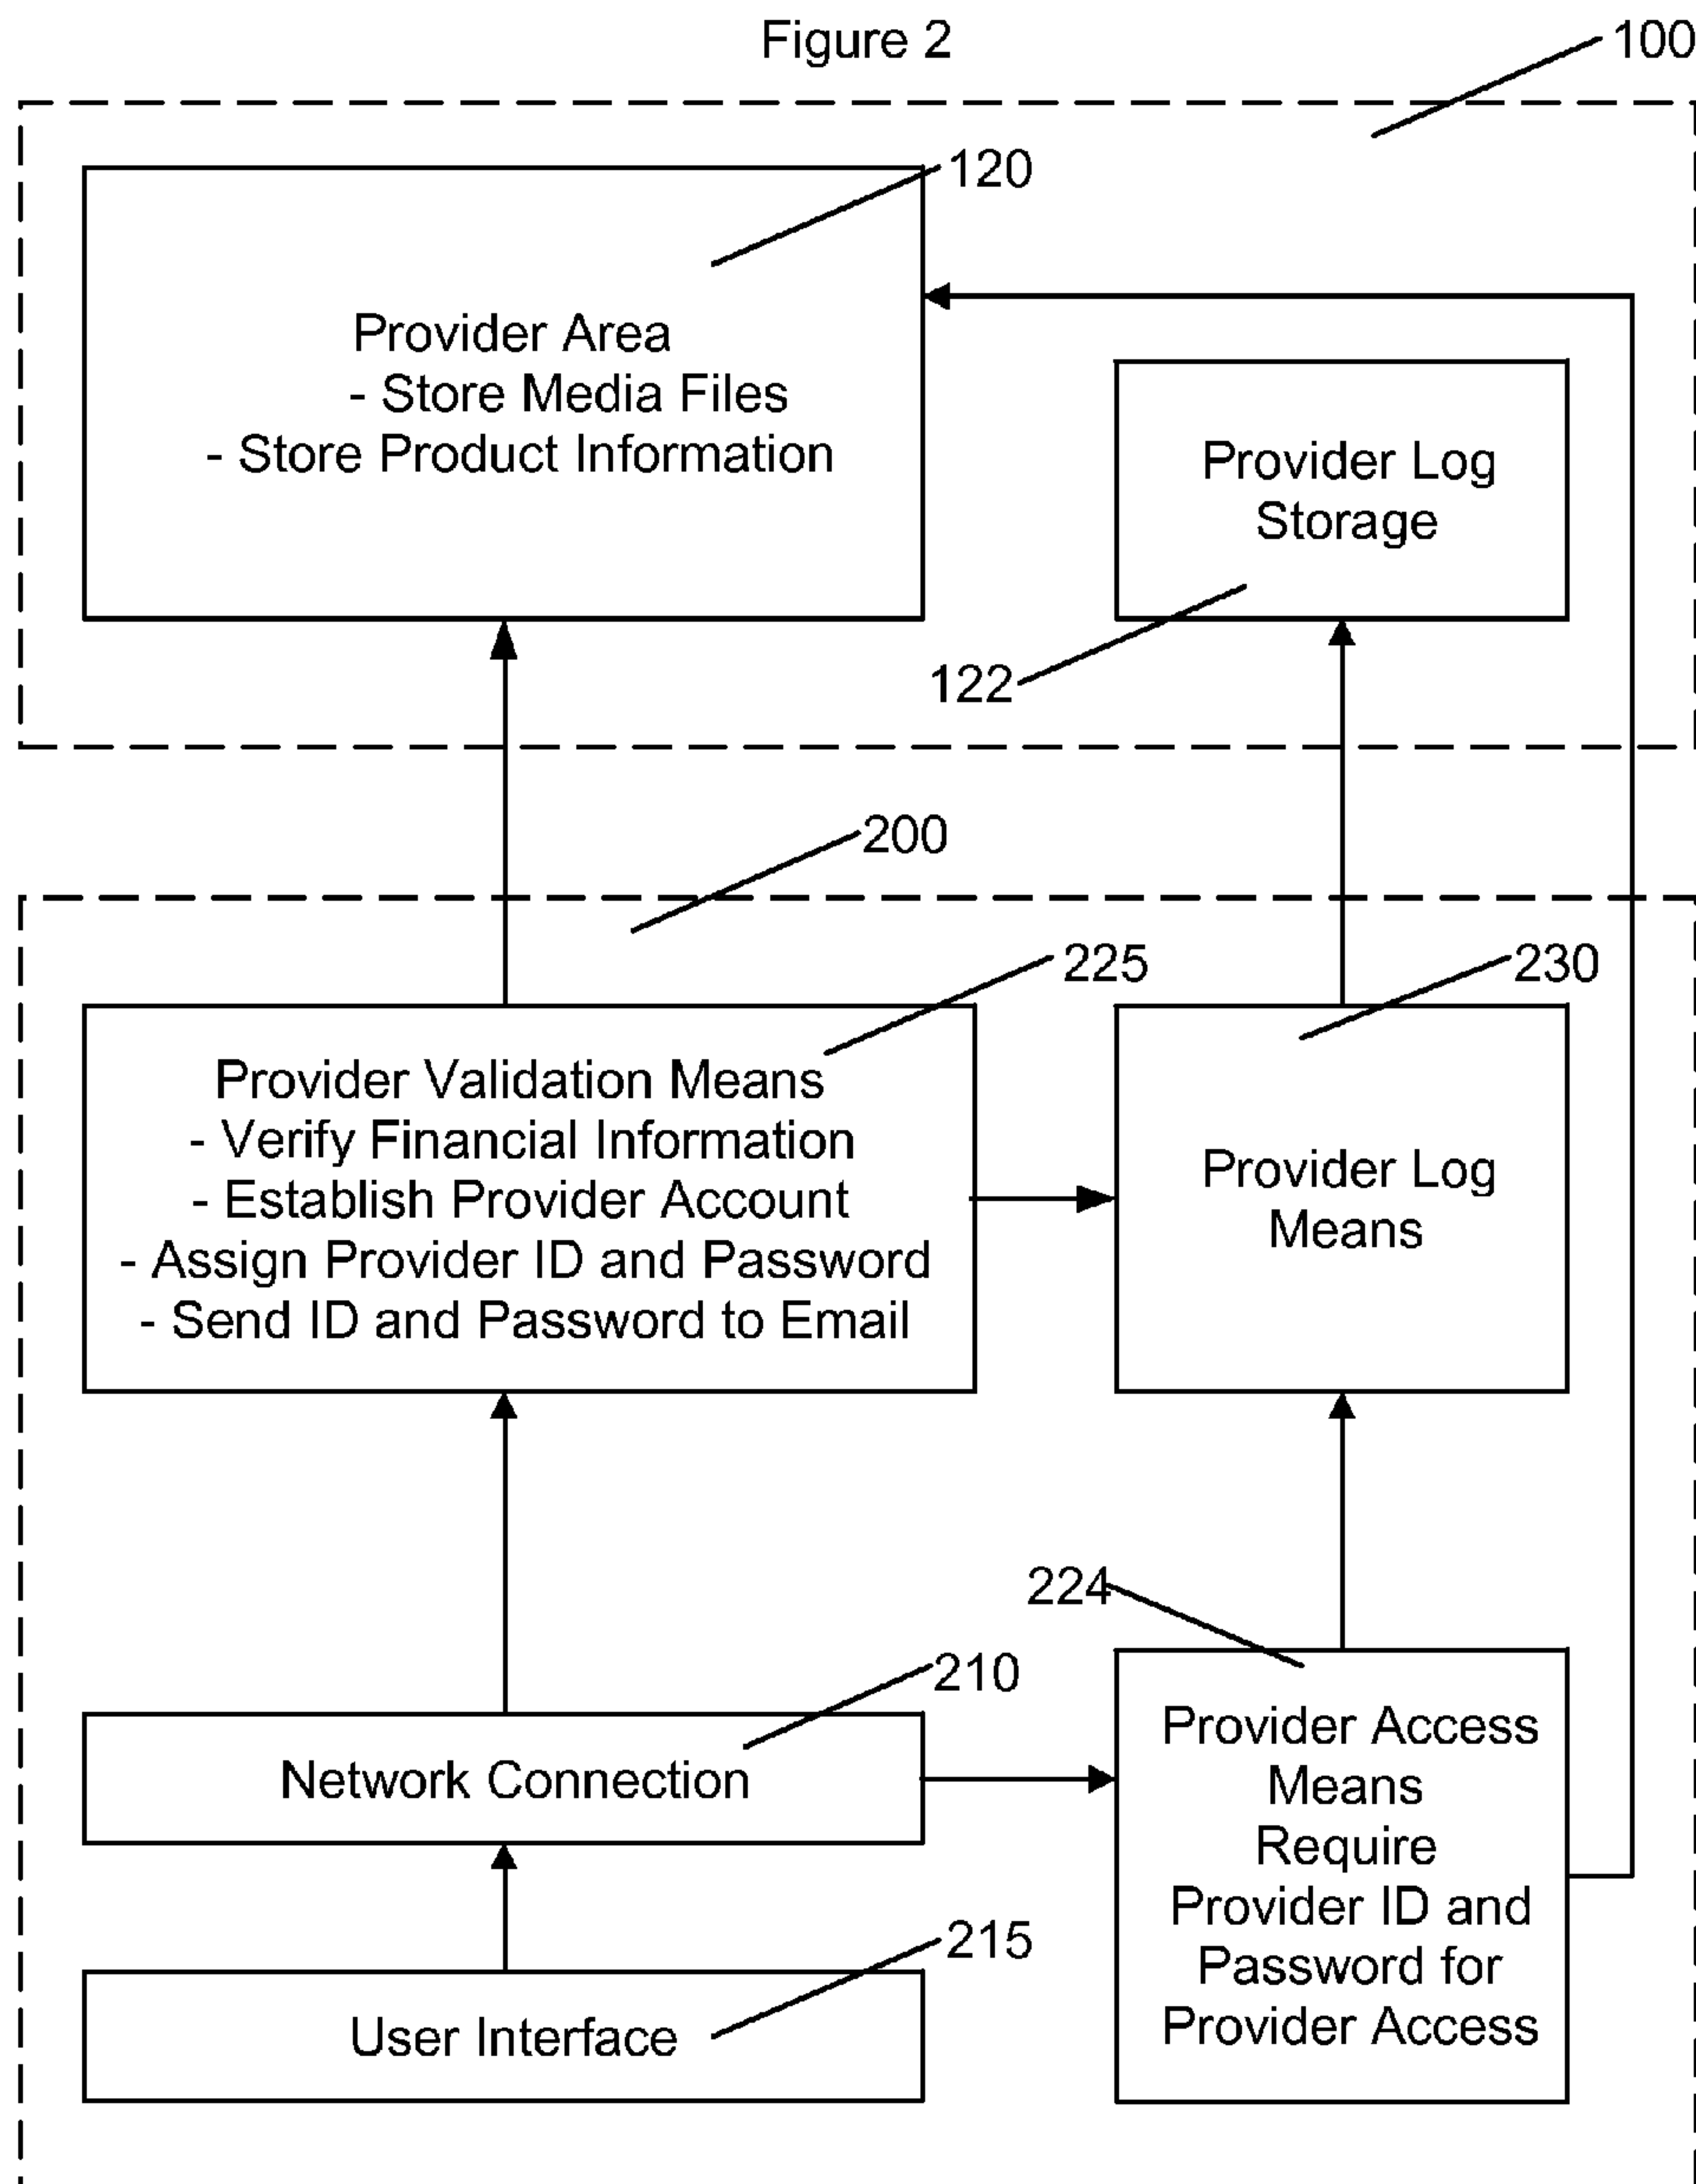 Figure 2
100
120
Provider Area
- Store Media Files
- Store Product Information
Provider Log
Storage
122
200
225
230
Provider Validation Means
- Verify Financial Information
- Establish Provider Account
- Assign Provider ID and Password
- Send ID and Password to Email
Provider Log
Means
224
210
Network Connection
Provider Access
Means
Require
Provider ID and
Password for
Provider Access
215
User Interface